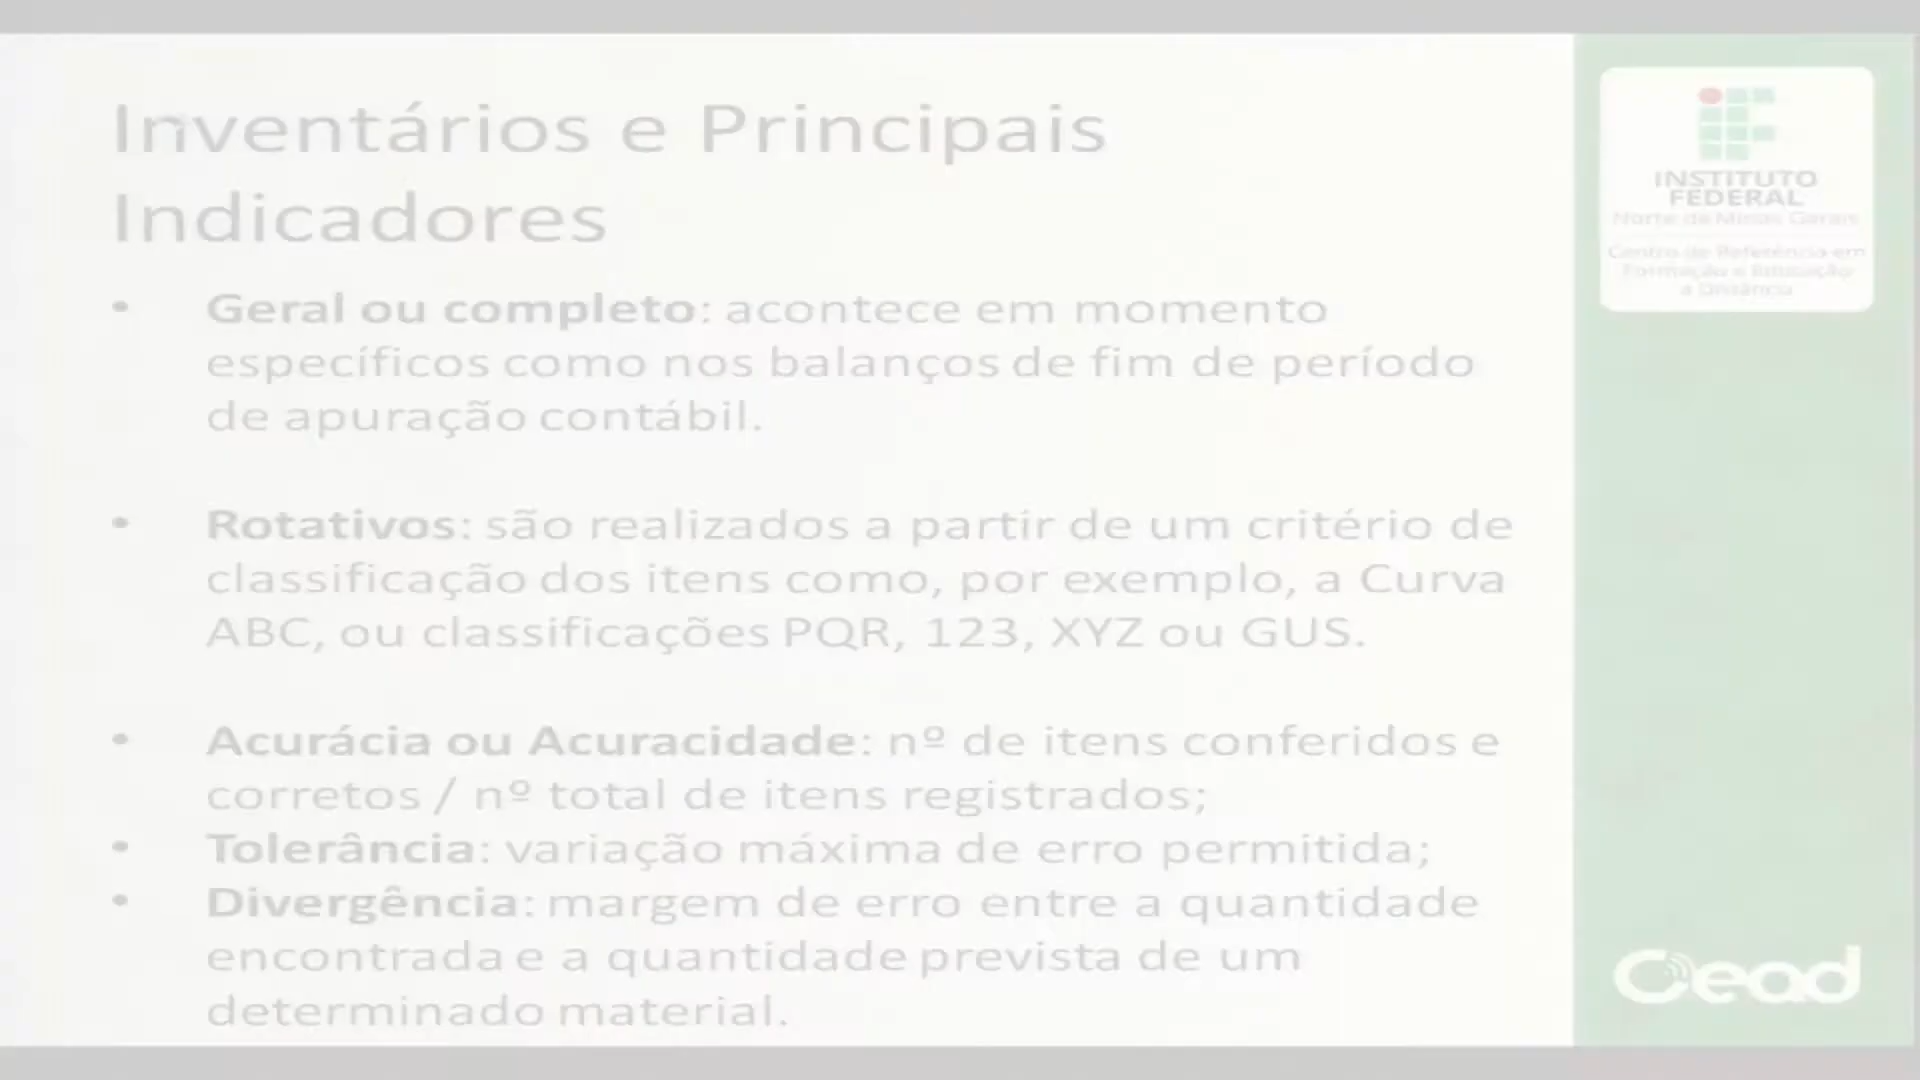 Inventários e Principais
Indicadores
• Geral ou completo: acontece em momento
específicos como nos balanços de fim de período
de apuração contábil.
• Rotativos: são realizados a partir de um critério de
classificação dos itens como, por exemplo, a Curva
ABC, ou classificações PQR, 123, XYZ ou GUS.
• Acurácia ou Acuracidade: nº de itens conferidos e
corretos / nº total de itens registrados;
• Tolerância: variação máxima de erro permitida;
• Divergência: margem de erro entre a quantidade
encontrada e a quantidade prevista de um
determinado material.
INSTITUTO
FEDERAL
Norte de Minas Gerais
Centro de Referência em
Formação e Educação
a Distância
Cead